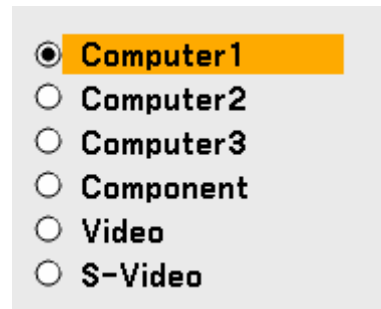 Computer1
Computer2
Computer3
Component
Video
S-Video